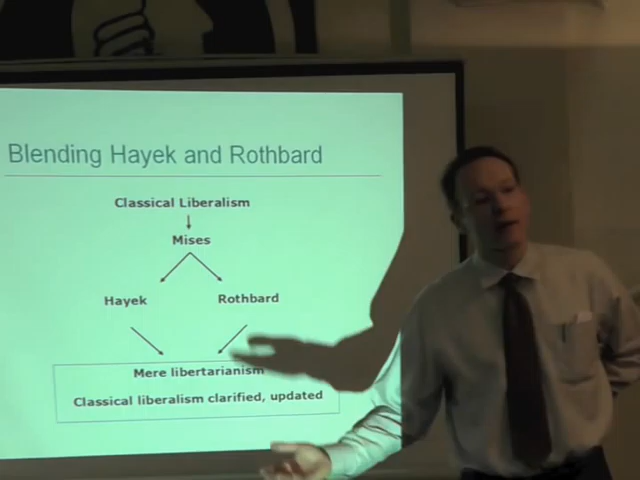 Blending Hayek and Rothbard
Classical Liberalism
Mises
Hayek Rothbard
Mere libertarianism
Classical liberalism clarified, updated